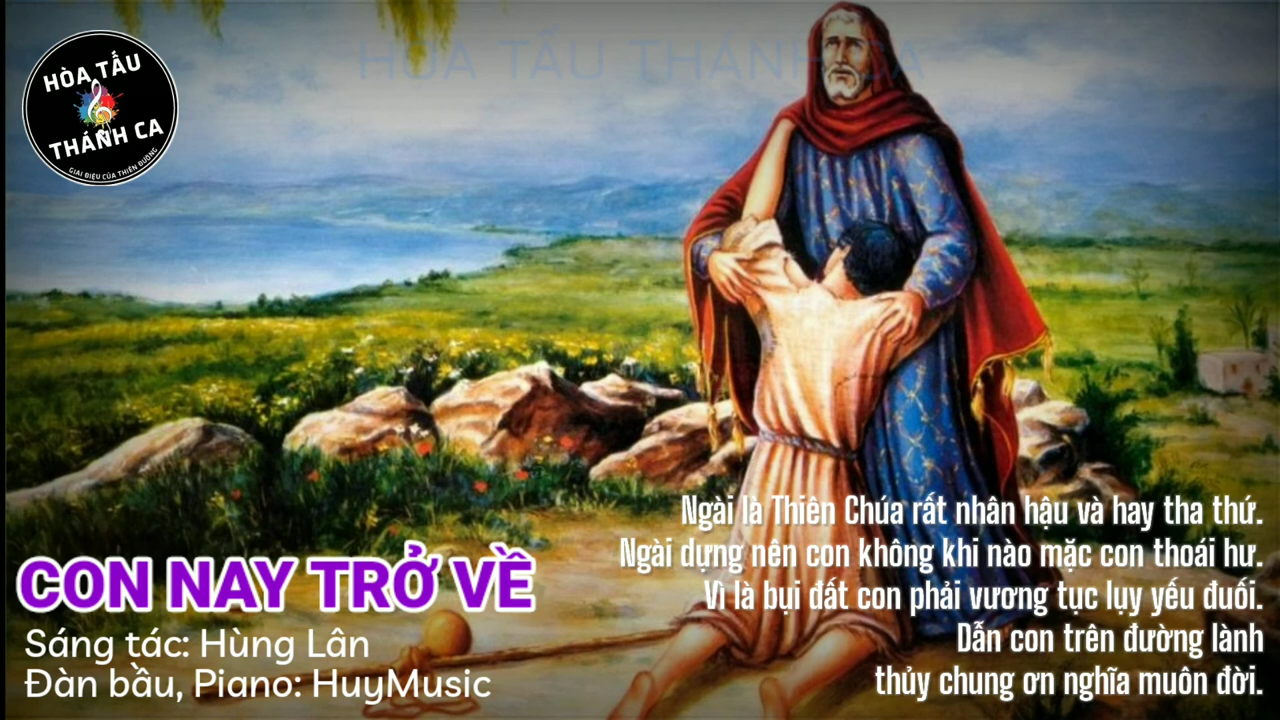 HÒA TẤU THÁNH CA
HÒA TẤU
THÁNH CA
GIAI ĐIỆU CỦA THIÊN ĐƯỜNG
Ngài là Thiên Chúa rất nhân hậu và hay tha thứ.
Ngài dựng nên con không khi nào mặc con thoái hư.
Vì là bụi đất con phải vương tục lụy yếu đuối.
Dẫn con trên đường lành
thủy chung ơn nghĩa muôn đời.
CON NAY TRỞ VỀ
Sáng tác: Hùng Lân
Đàn bầu, Piano: HuyMusic